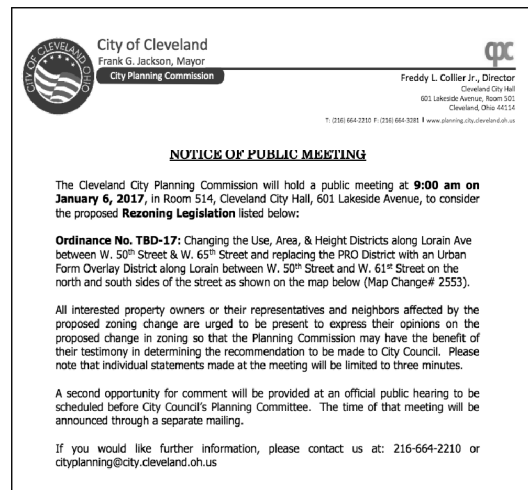 CITY OF CLEVELAND OHIO
City of Cleveland
Frank G. Jackson, Mayor
City Planning Commission
cpc
Freddy L. Collier Jr., Director
Cleveland City Hall
601 Lakeside Avenue, Room 501
Cleveland, Ohio 44114
T: (216) 664-2210 F: (216) 664-3281 I www.planning.city.cleveland.oh.us
NOTICE OF PUBLIC MEETING
The Cleveland City Planning Commission will hold a public meeting at 9:00 am on
January 6, 2017, in Room 514, Cleveland City Hall, 601 Lakeside Avenue, to consider
the proposed Rezoning Legislation listed below:
Ordinance No. TBD-17: Changing the Use, Area, & Height Districts along Lorain Ave
between W. 50th Street & W. 65th Street and replacing the PRO District with an Urban
Form Overlay District along Lorain between W. 50th Street and W. 61st Street on the
north and south sides of the street as shown on the map below (Map Change# 2553).
All interested property owners or their representatives and neighbors affected by the
proposed zoning change are urged to be present to express their opinions on the
proposed change in zoning so that the Planning Commission may have the benefit of
their testimony in determining the recommendation to be made to City Council. Please
note that individual statements made at the meeting will be limited to three minutes.
A second opportunity for comment will be provided at an official public hearing to be
scheduled before City Council's Planning Committee. The time of that meeting will be
announced through a separate mailing.
If you would like further information, please contact us at: 216-664-2210 or
cityplanning@city.cleveland.oh.us